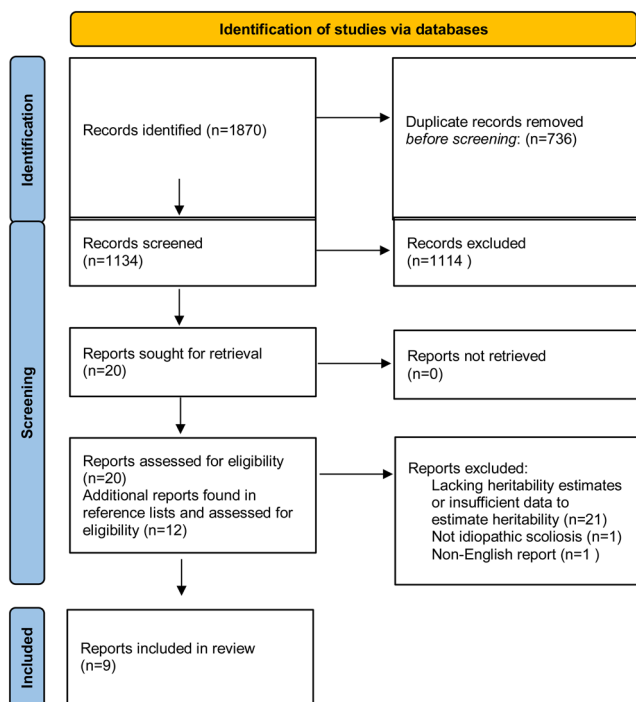 Identification of studies via databases
Identification
Records identified (n=1870)
Duplicate records removed
before screening: (n=736)
Screening
Records screened
(n=1134)
Records excluded
(n=1114 )
Reports sought for retrieval
(n=20)
Reports not retrieved
(n=0)
Reports assessed for eligibility
(n=20)
Additional reports found in
reference lists and assessed for
eligibility (n=12)
Reports excluded:
Lacking heritability estimates
or insufficient data to
estimate heritability (n=21)
Not idiopathic scoliosis (n=1)
Non-English report (n=1 )
Included
Reports included in review
(n=9)